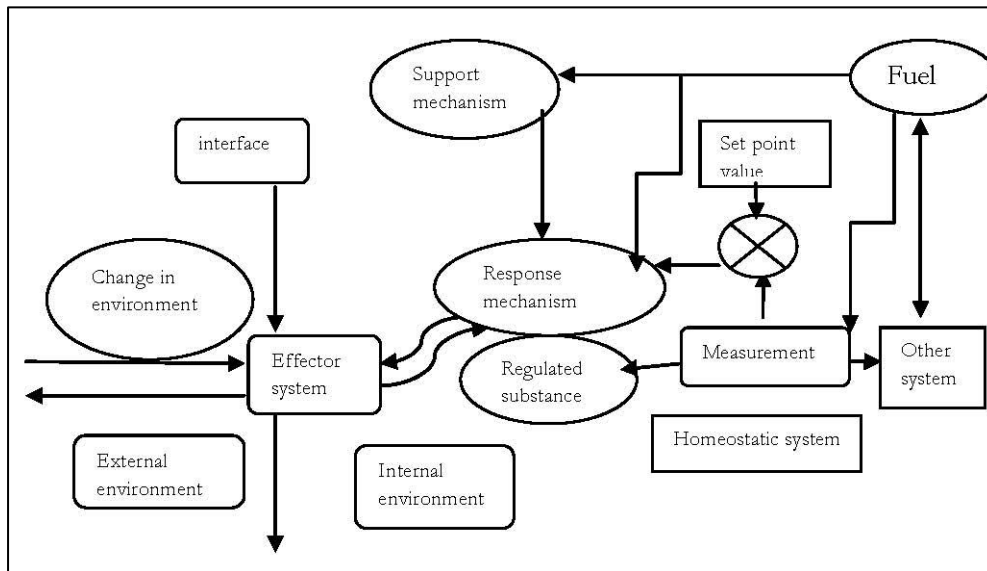 Support
mechanism
Fuel
interface
Set point
value
Change in
environment
Response
mechanism
Effector
system
Regulated
substance
Measurement
Other
system
Homeostatic system
External
environment
Internal
environment